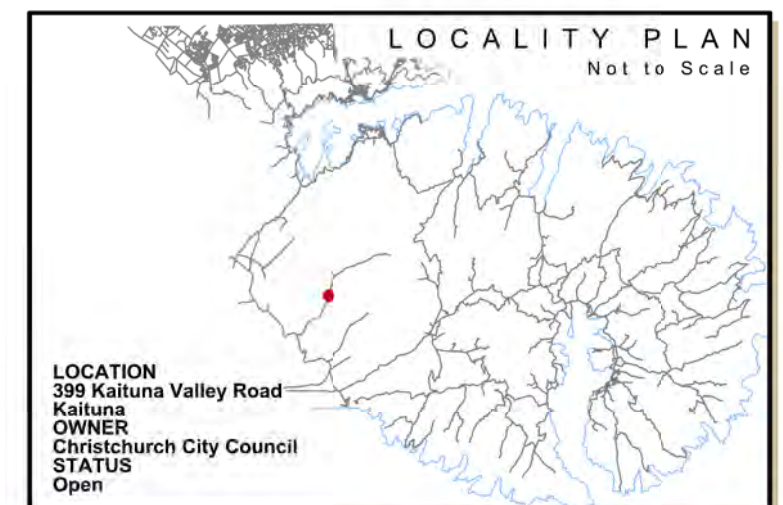 LOCALITY PLAN
Not to Scale
LOCATION
399 Kaituna Valley Road
Kaituna
OWNER
Christchurch City Council
STATUS
Open